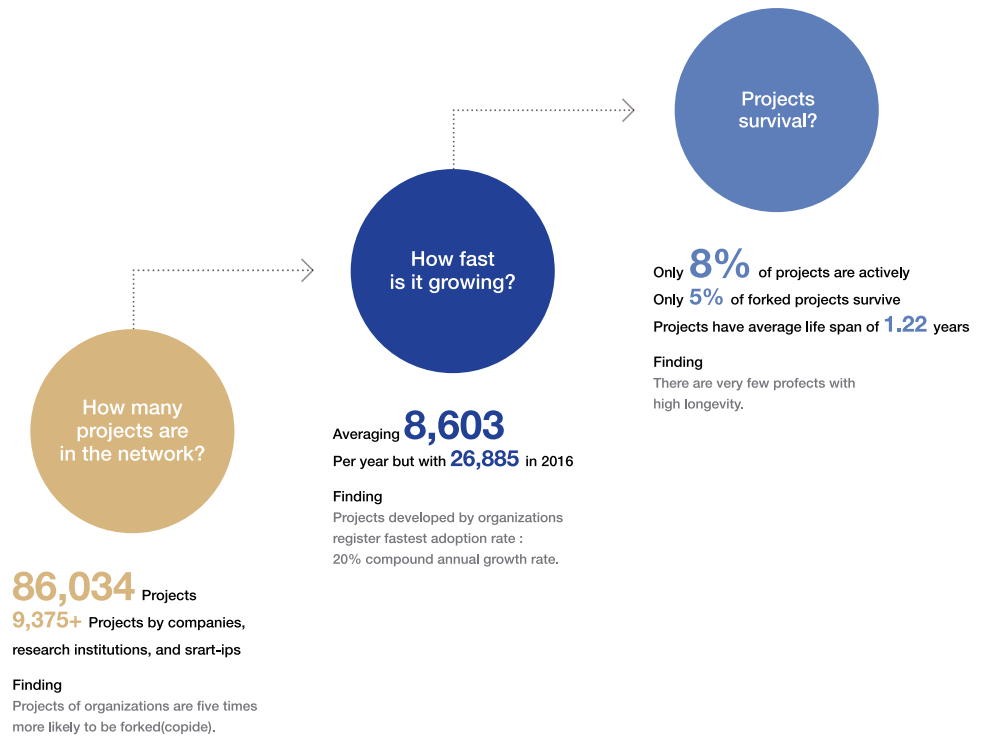 How many
projects are
in the network?
86,034 Projects
9,375+ Projects by companies,
research institutions, and srart-ips
Finding
Projects of organizations are five times
more likely to be forked(copide).
How fast
is it growing?
Averaging 8,603
Per year but with 26,885 in 2016
Finding
Projects developed by organizations
register fastest adoption rate :
20% compound annual growth rate.
Projects
survival?
Only 8% of projects are actively
Only 5% of forked projects survive
Projects have average life span of 1.22 years
Finding
There are very few profects with
high longevity.